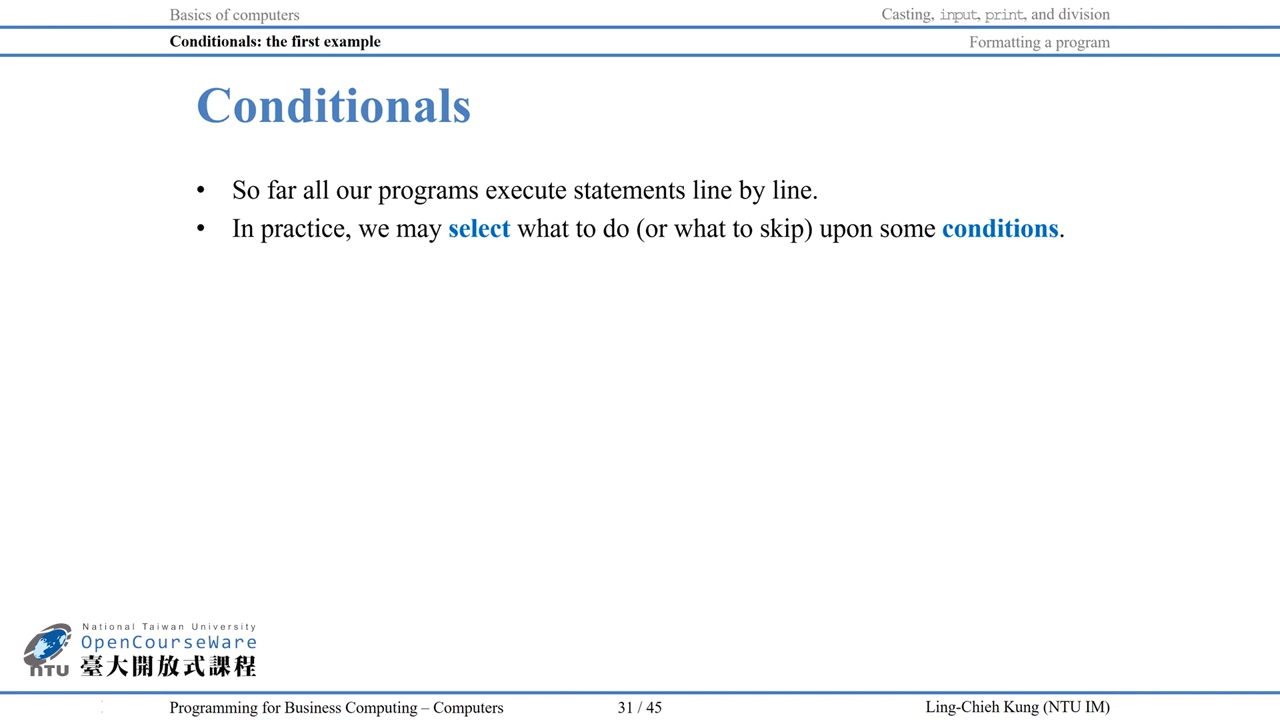 Basics of computers
Casting, input, print, and division
Conditionals: the first example
Formatting a program
Conditionals
• So far all our programs execute statements line by line.
• In practice, we may select what to do (or what to skip) upon some conditions.
National Taiwan University
OpenCourseWare
NTU 臺大開放式課程
Programming for Business Computing – Computers
31 / 45
Ling-Chieh Kung (NTU IM)